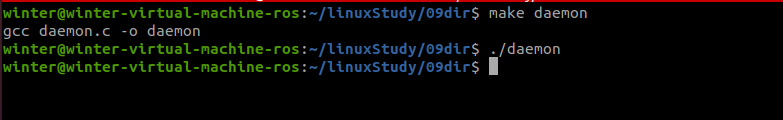 winter@winter-virtual-machine-ros:~/linuxStudy/09dir$ make daemon
gcc daemon.c -o daemon
winter@winter-virtual-machine-ros:~/linuxStudy/09dir$ ./daemon
winter@winter-virtual-machine-ros:~/linuxStudy/09dir$